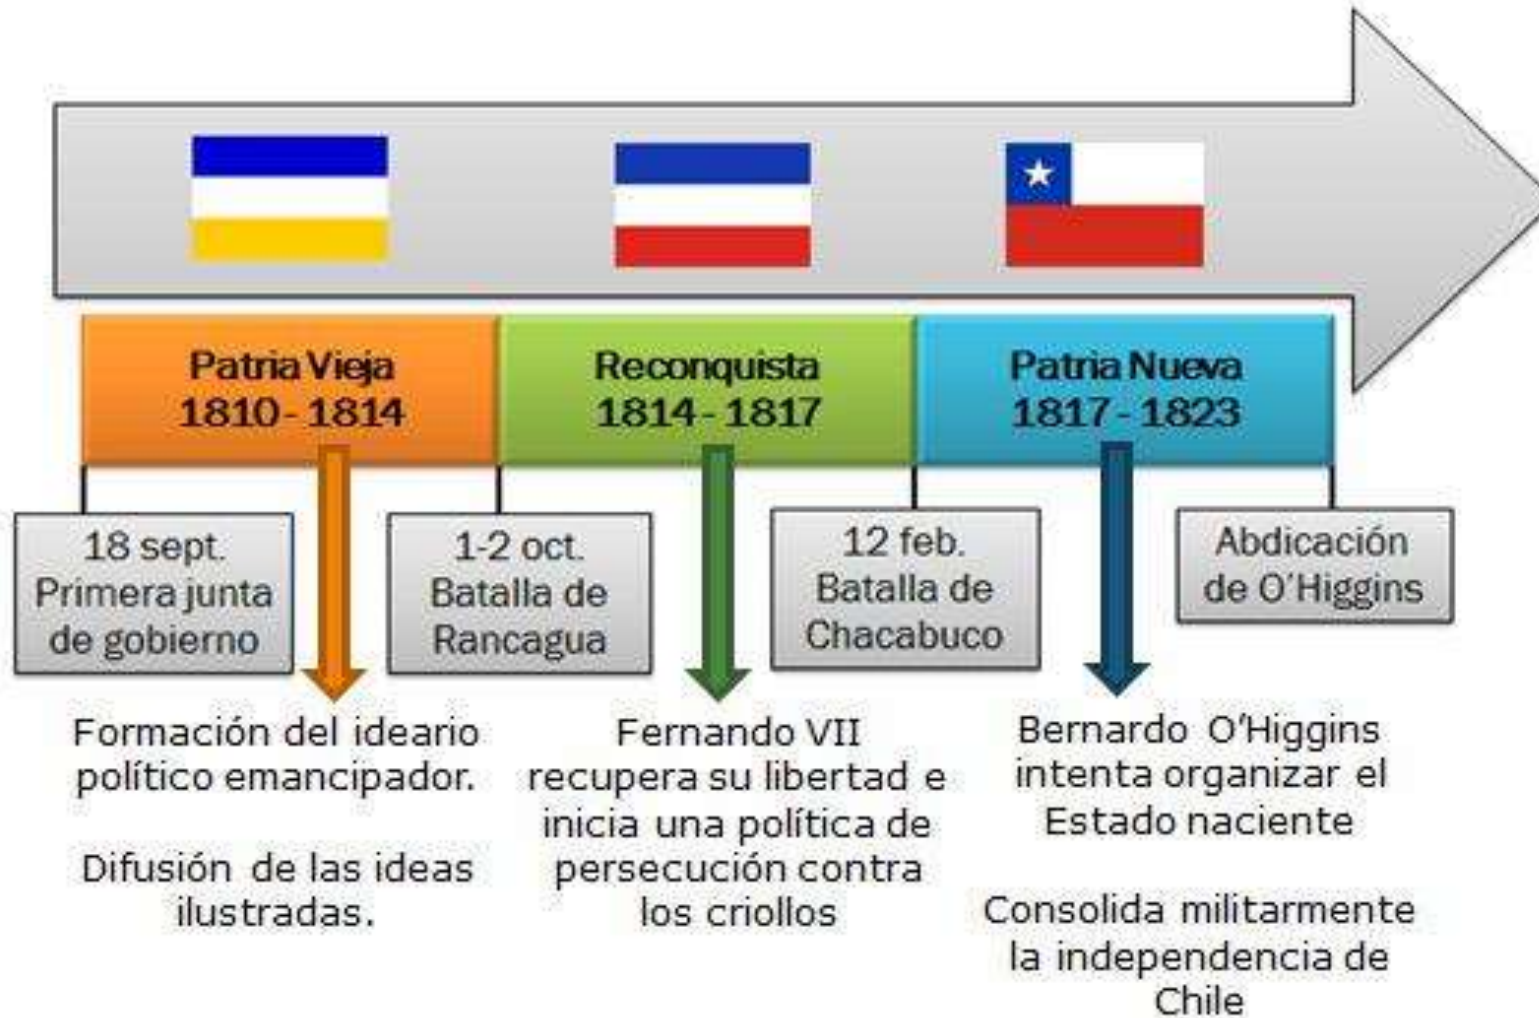 Patria Vieja
1810 - 1814
Reconquista
1814 - 1817
Patria Nueva
1817 - 1823
18 sept.
Primera junta
de gobierno
1-2 oct.
Batalla de
Rancagua
12 feb.
Batalla de
Chacabuco
Abdicación
de O´Higgins
Formación del ideario
político emancipador.
Difusión de las ideas
ilustradas.
Fernando VII
recupera su libertad e
inicia una política de
persecución contra
los criollos
Bernardo O'Higgins
intenta organizar el
Estado naciente
Consolida militarmente
la independencia de
Chile